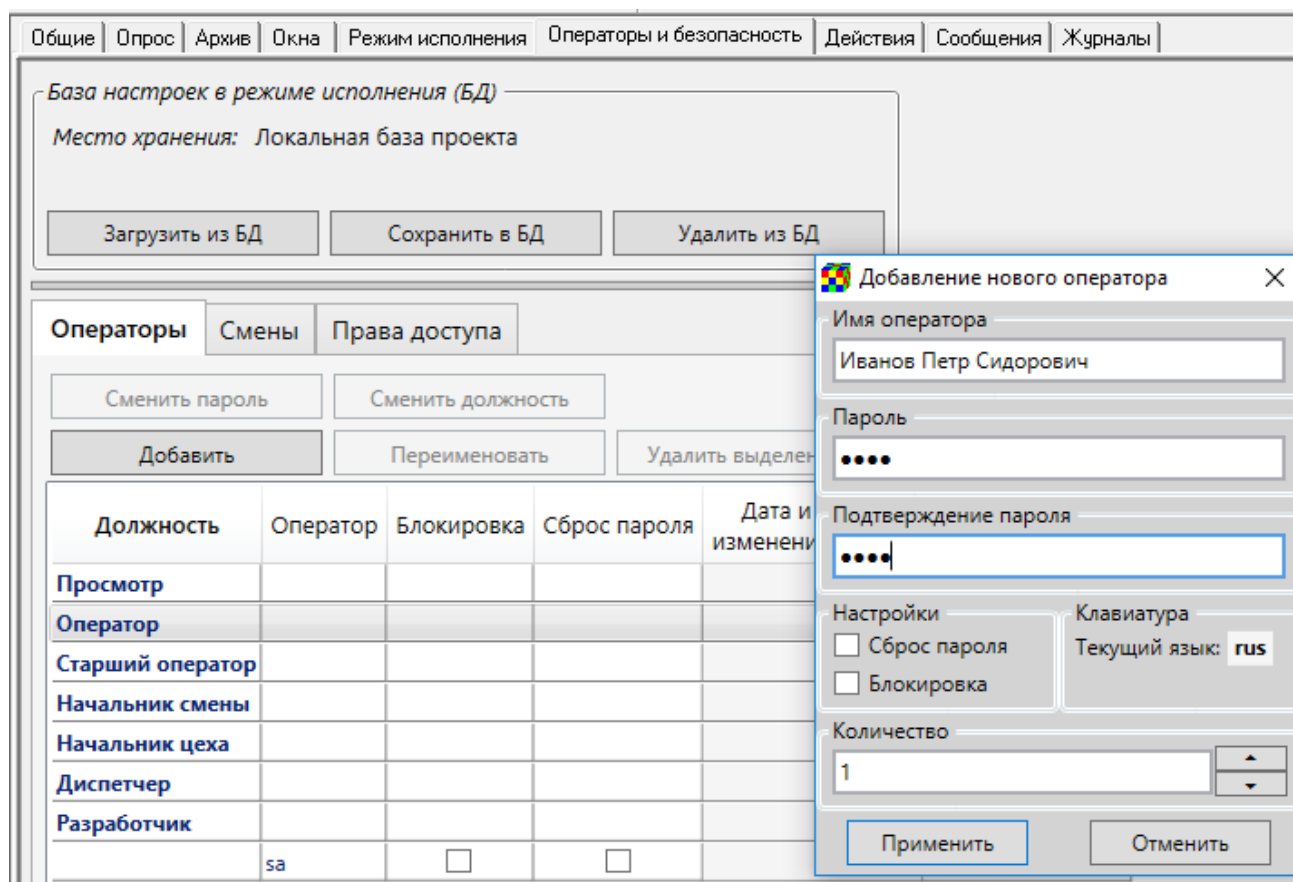 Общие Опрос Архив Окна Режим исполнения Операторы и безопасность Действия Сообщения Журналы
База настроек в режиме исполнения (БД)
Место хранения: Локальная база проекта
Загрузить из БД Сохранить в БД Удалить из БД
Операторы Смены Права доступа
Сменить пароль Сменить должность
Добавить Переименовать Удалить
Должность Оператор Блокировка Сброс пароля Дата и
Просмотр
Оператор
Старший оператор
Начальник смены
Начальник цеха
Диспетчер
Разработчик
sa
Добавление нового оператора
Имя оператора
Иванов Петр Сидорович
Пароль
••••
Подтверждение пароля
••••
Настройки Клавиатура
Сброс пароля Текущий язык: rus
Блокировка
Количество
1
Применить Отменить